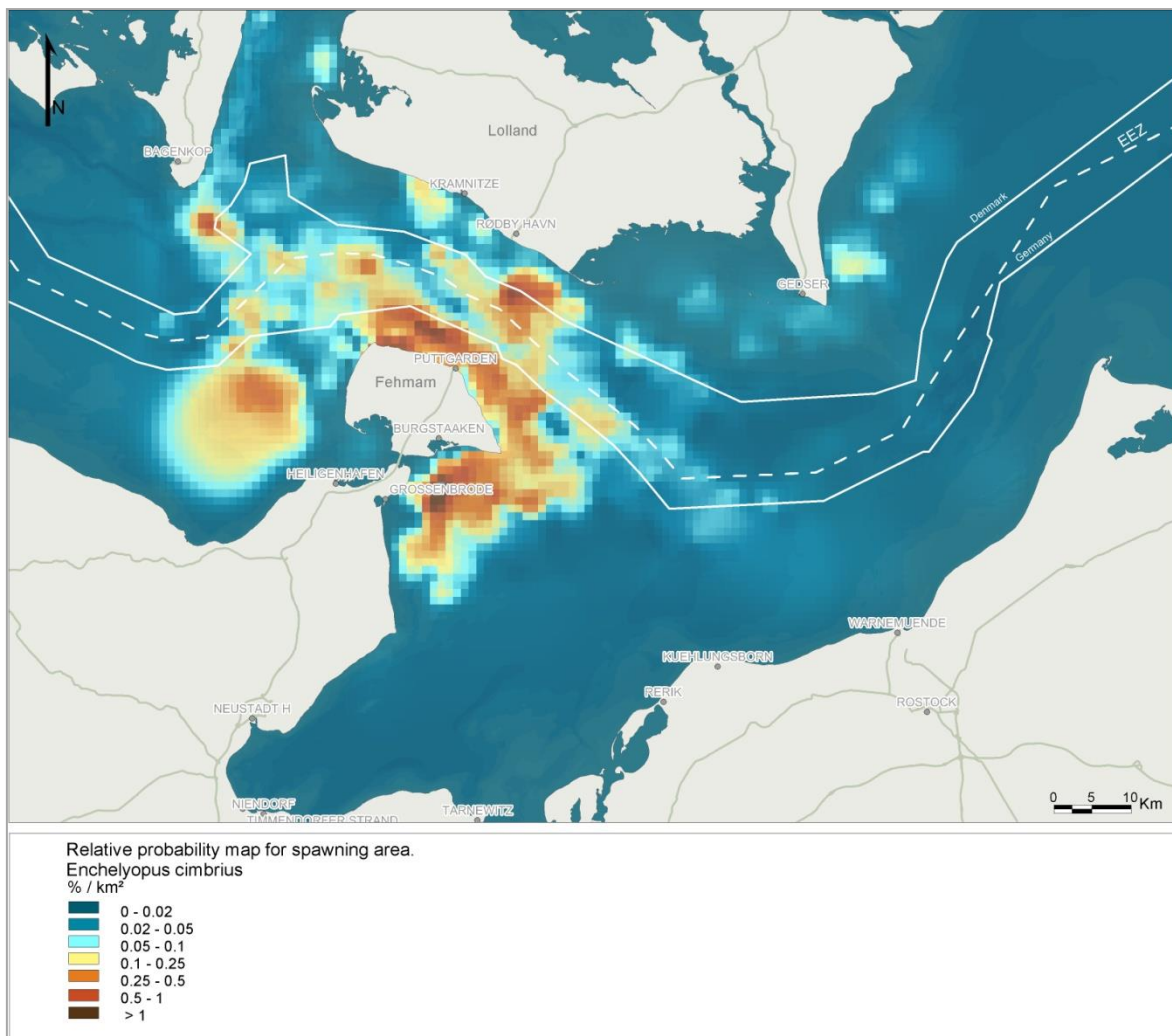 N
Lolland
BAGENKOP
KRAMNITZE
RØDBY HAVN
EEZ
Denmark
Germany
GEDSER
PUTTGARDEN
Fehmarn
BURGSTAAKEN
HEILIGENHAFEN
GROSSENBRODE
WARNEMUENDE
KUEHLUNGSBORN
RERIK
ROSTOCK
NEUSTADT H
NIENDORF
TIMMENDORFER STRAND
TARNEWITZ
0 5 10 Km
Relative probability map for spawning area.
Enchelyopus cimbrius
% / km²
0 - 0.02
0.02 - 0.05
0.05 - 0.1
0.1 - 0.25
0.25 - 0.5
0.5 - 1
> 1